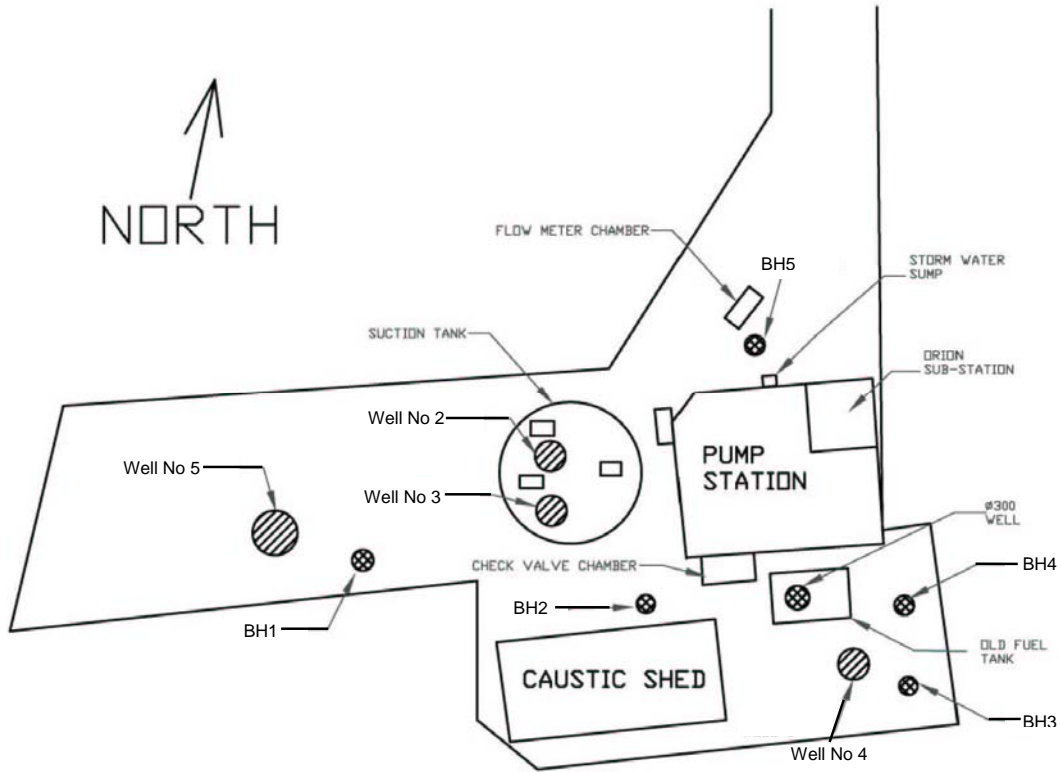 NORTH
FLOW METER CHAMBER
BH5
STORM WATER
SUMP
SUCTION TANK
ORION
SUB-STATION
Well No 2
PUMP
STATION
Well No 5
Well No 3
ø300
WELL
CHECK VALVE CHAMBER
BH4
BH2
BH1
OLD FUEL
TANK
CAUSTIC SHED
BH3
Well No 4